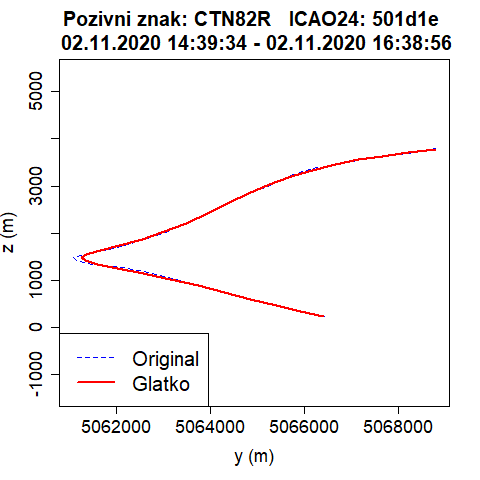 Pozivni znak: CTN82R   ICAO24: 501d1e
02.11.2020 14:39:34 - 02.11.2020 16:38:56
z (m)
5000
3000
1000
0
-1000
Original
Glatko
5062000 5064000 5066000 5068000
y (m)